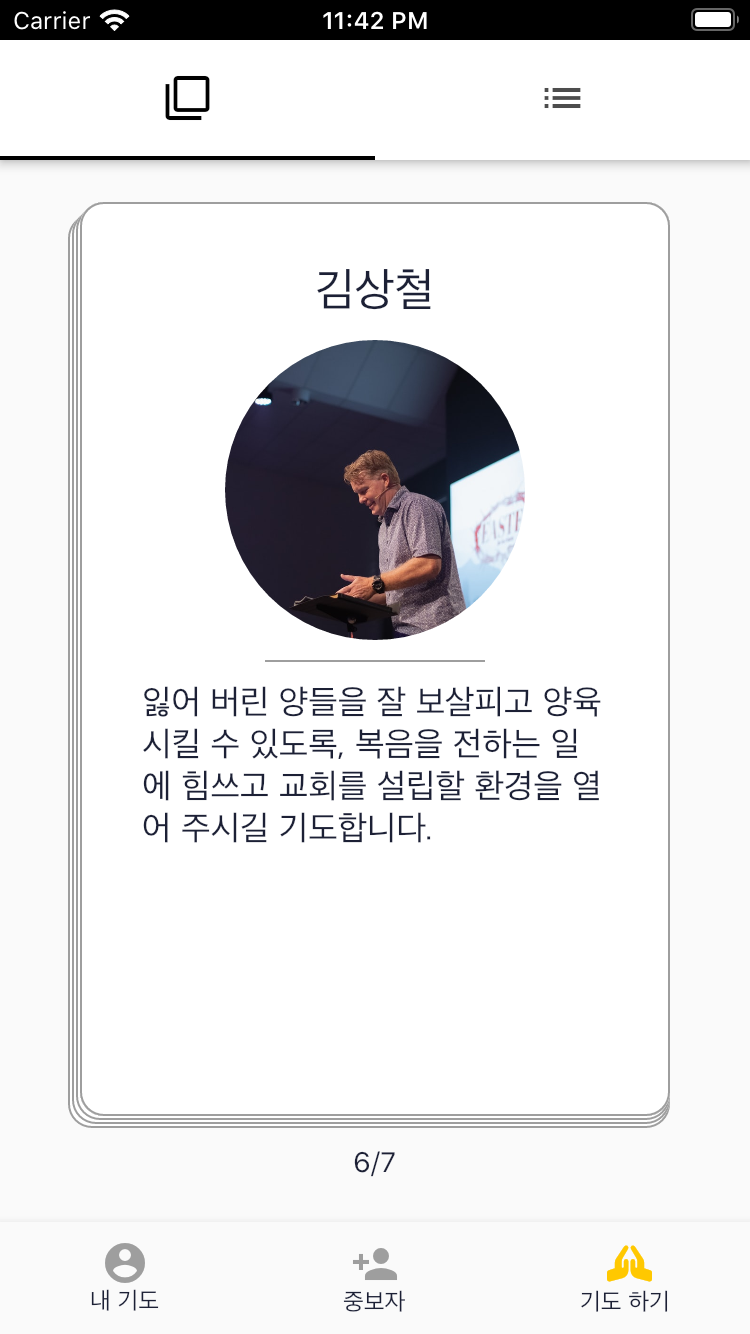 Carrier
11:42 PM
김상철
잃어 버린 양들을 잘 보살피고 양육
시킬 수 있도록, 복음을 전하는 일
에 힘쓰고 교회를 설립할 환경을 열
어 주시길 기도합니다.
6/7
내 기도
중보자
기도 하기